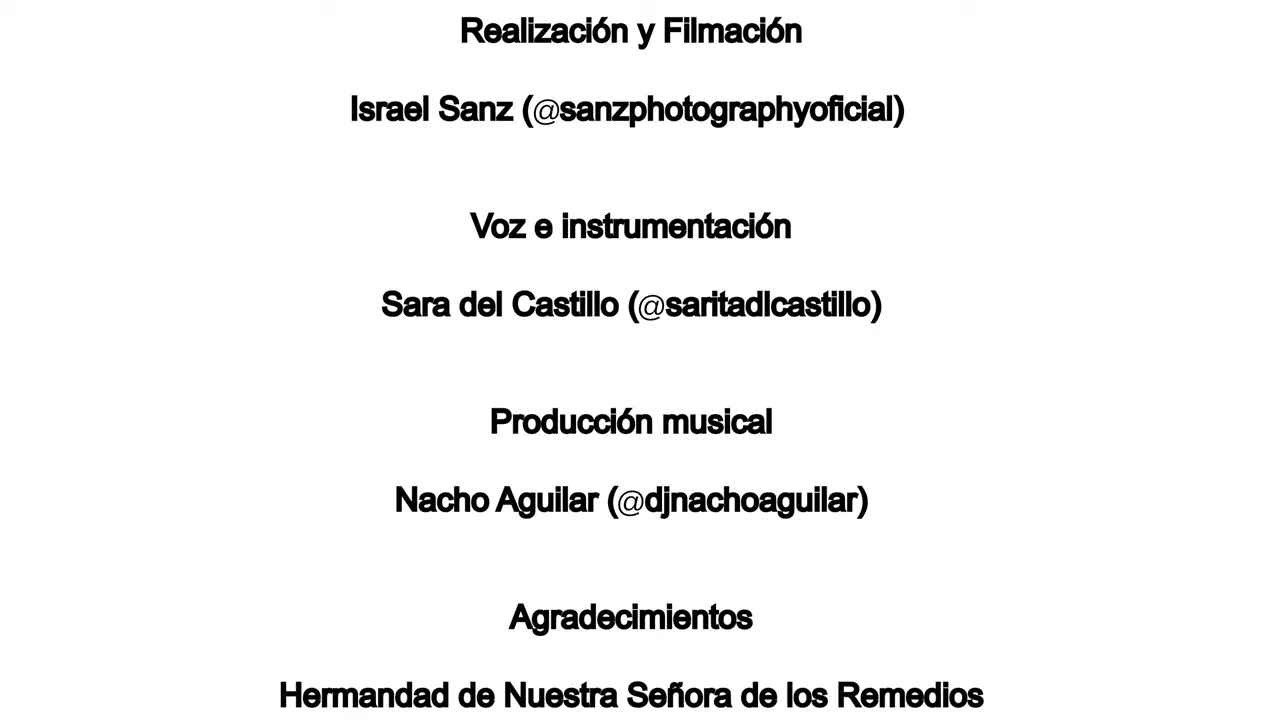 Realización y Filmación
Israel Sanz (@sanzphotographyoficial)
Voz e instrumentación
Sara del Castillo (@saritadlcastillo)
Producción musical
Nacho Aguilar (@djnachoaguilar)
Agradecimientos
Hermandad de Nuestra Señora de los Remedios